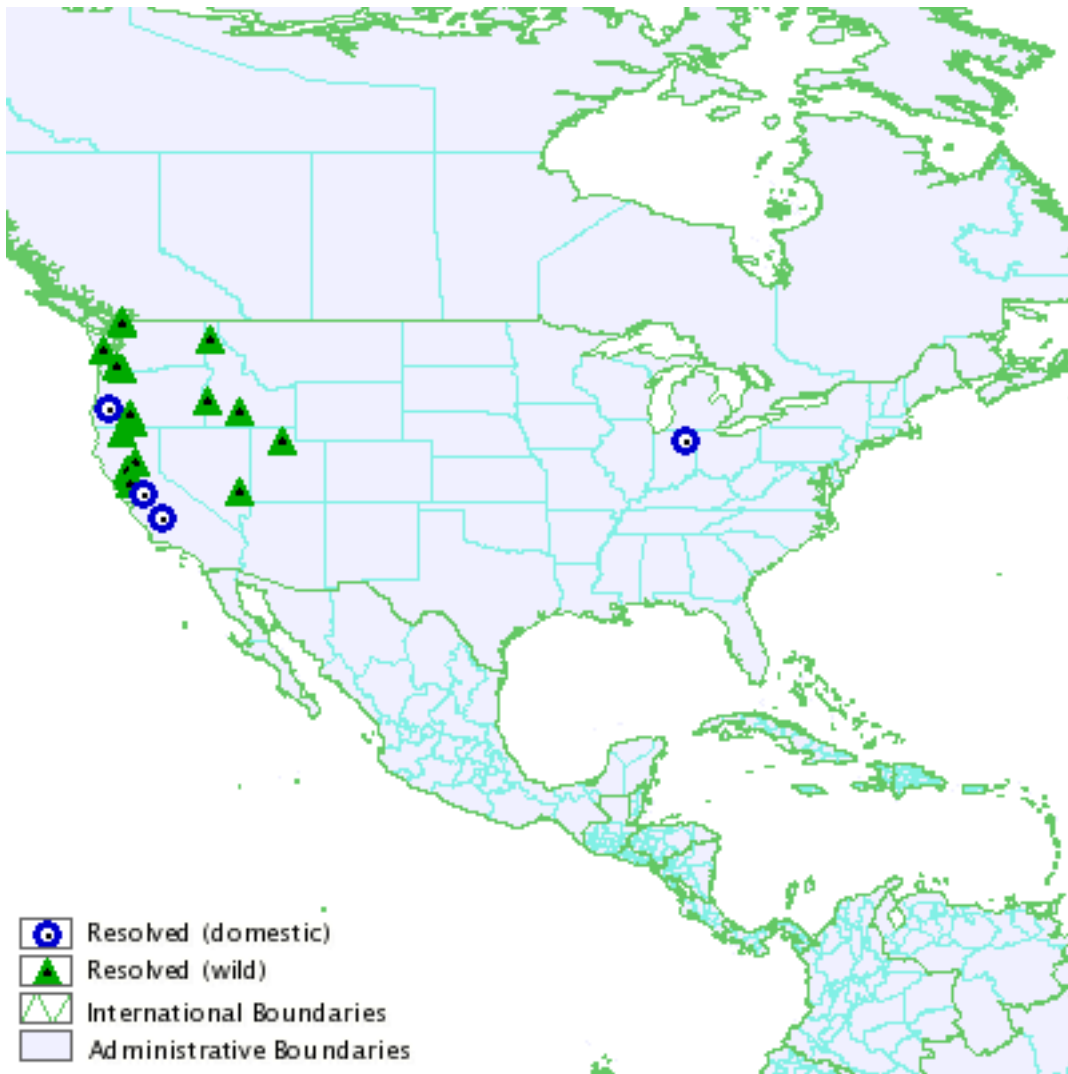 Resolved (domestic)
Resolved (wild)
International Boundaries
Administrative Boundaries